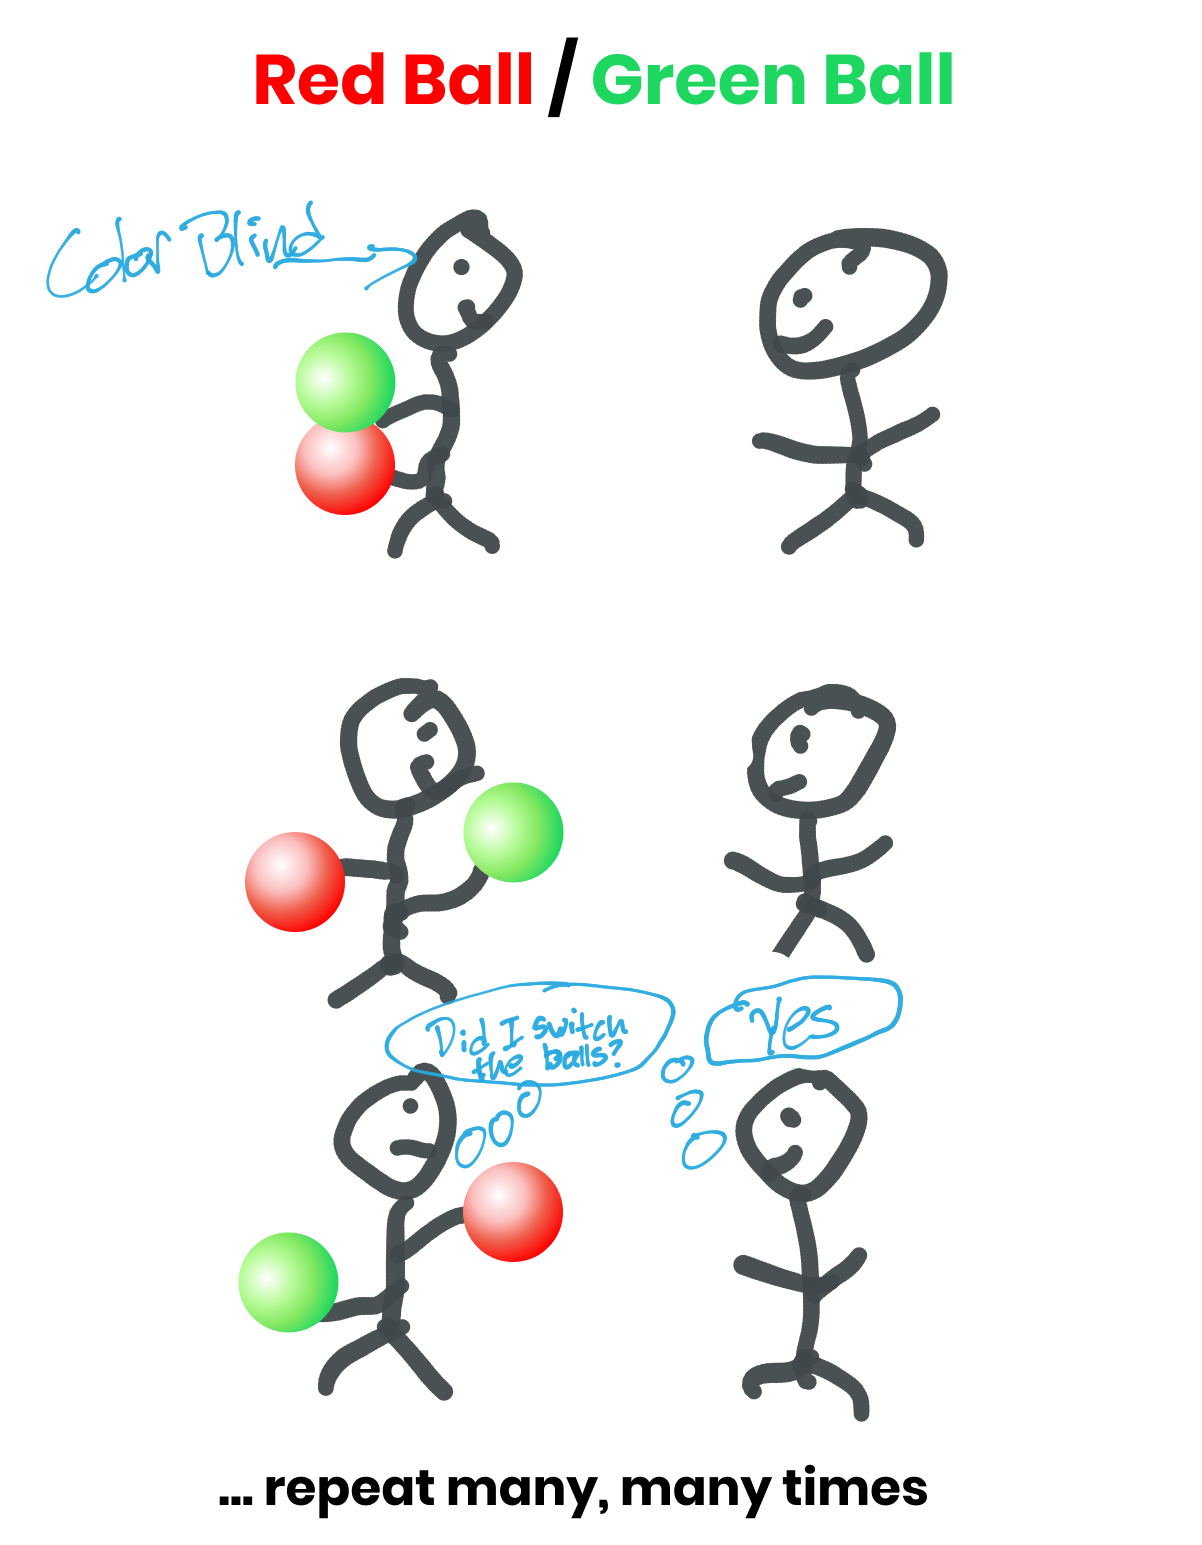 Red Ball / Green Ball
Color Blind
Did I switch
the balls?
Yes
... repeat many, many times